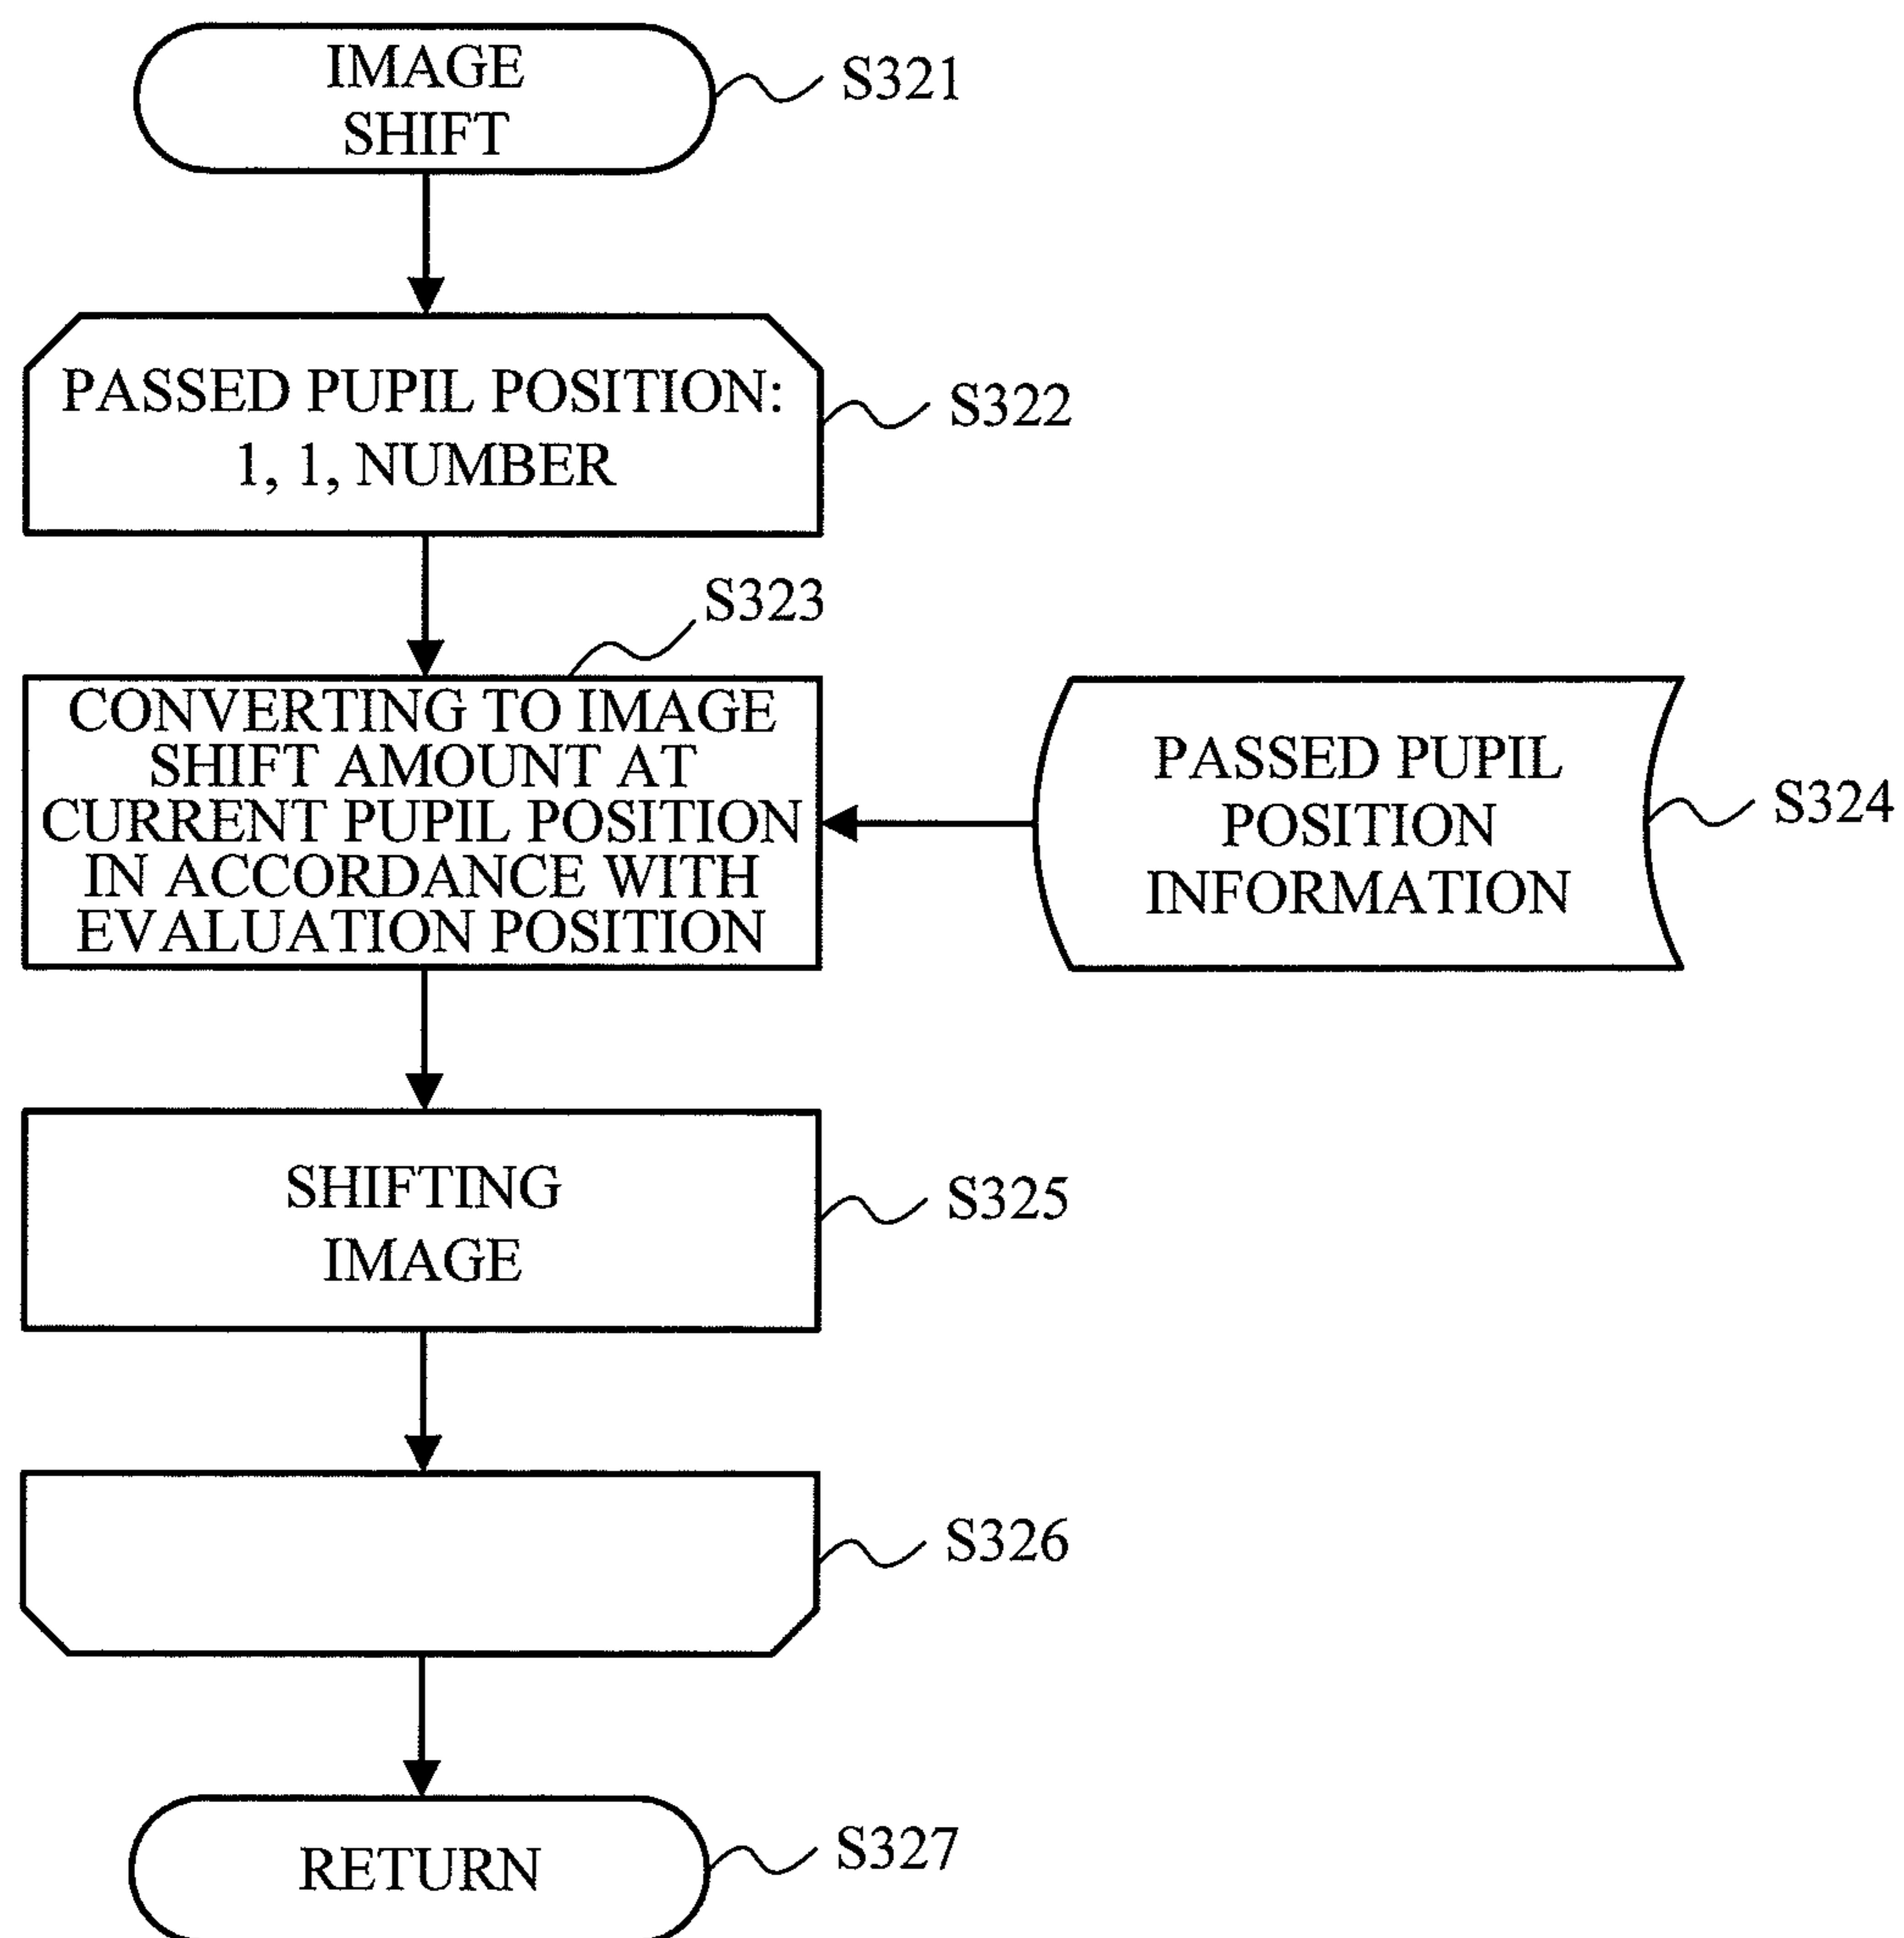 IMAGE
SHIFT
S321
PASSED PUPIL POSITION:
1, 1, NUMBER
S322
S323
CONVERTING TO IMAGE
SHIFT AMOUNT AT
CURRENT PUPIL POSITION
IN ACCORDANCE WITH
EVALUATION POSITION
PASSED PUPIL
POSITION
INFORMATION
S324
SHIFTING
IMAGE
S325
S326
RETURN
S327